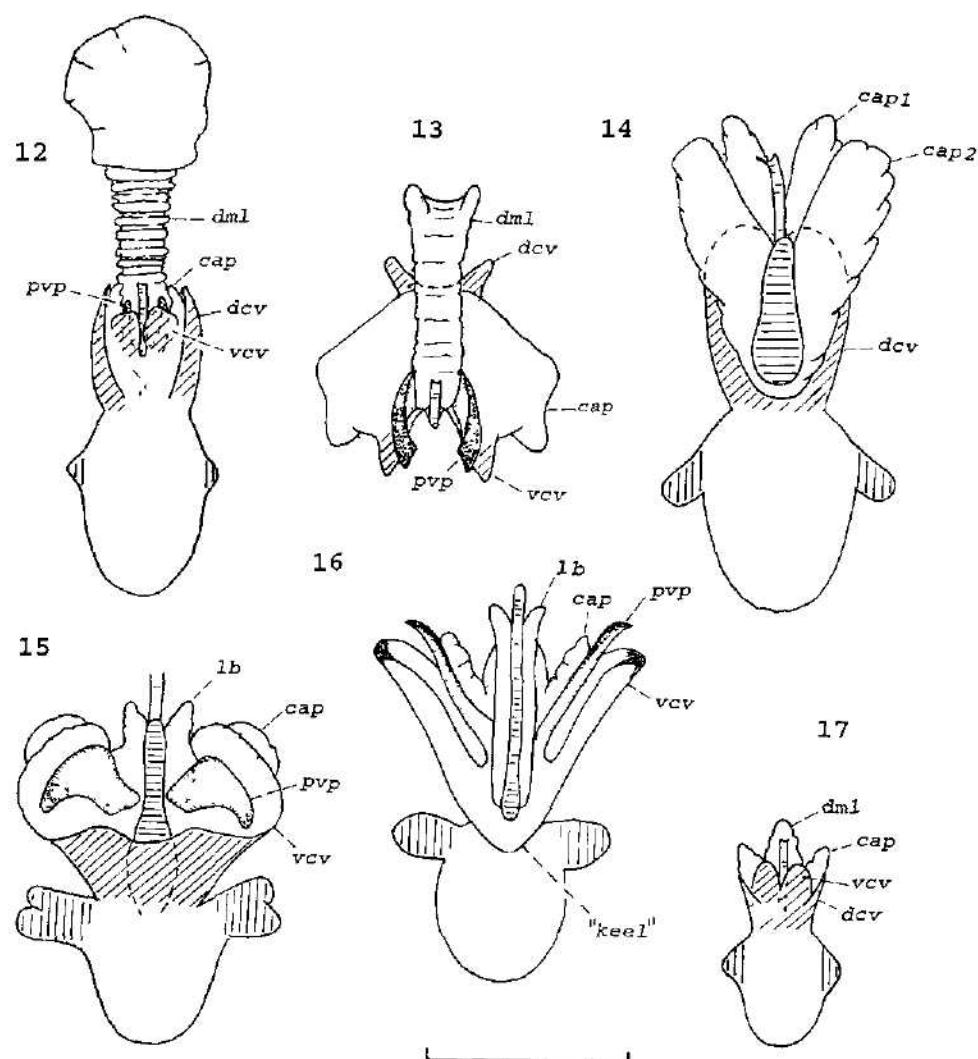 12
dml
cap
pvp
dcv
vcv
13
dml
dcv
cap
pvp
vcv
14
cap1
cap2
dcv
15
lb
cap
pvp
vcv
16
lb
cap
pvp
vcv
"keel"
17
dml
cap
vcv
dcv